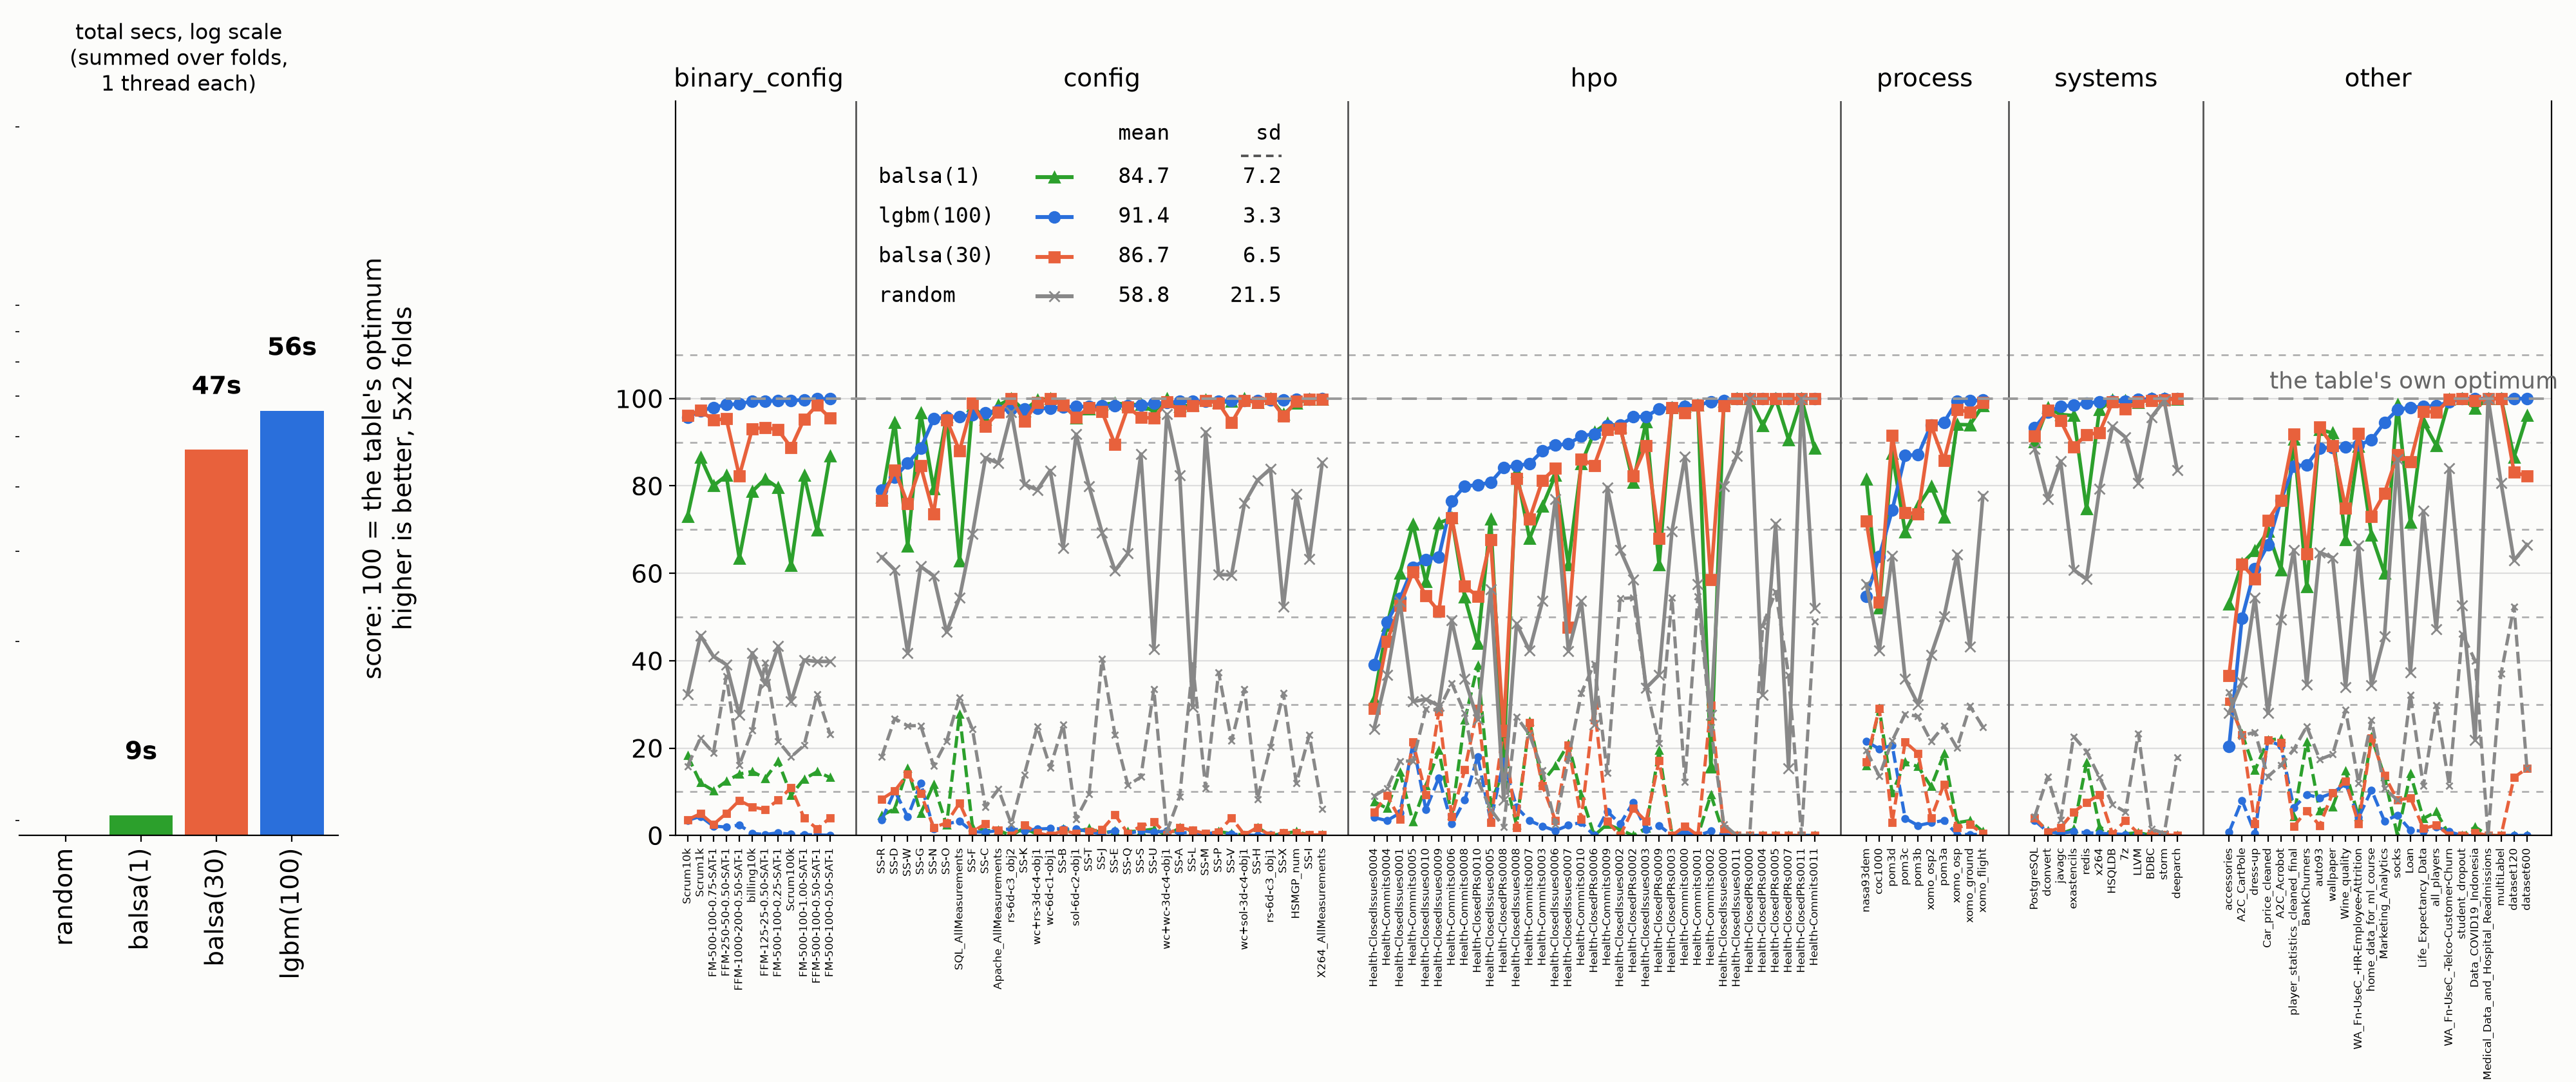 total secs, log scale
(summed over folds,
1 thread each)
56s
47s
9s
random
balsa(1)
balsa(30)
lgbm(100)
score: 100 = the table's optimum
higher is better, 5x2 folds
binary_config
config
hpo
process
systems
other
mean sd
balsa(1) 84.7 7.2
lgbm(100) 91.4 3.3
balsa(30) 86.7 6.5
random 58.8 21.5
the table's own optimum
100
80
60
40
20
0
Scrum10k
Scrum1k
FM-500-100-0.75-SAT-1
FFM-250-50-0.50-SAT-1
FFM-1000-200-0.50-SAT-1
billing10k
FFM-125-25-0.50-SAT-1
FM-500-100-0.25-SAT-1
Scrum100k
FM-500-100-1.00-SAT-1
FFM-500-100-0.50-SAT-1
FM-500-100-0.50-SAT-1
SS-R
SS-D
SS-W
SS-G
SS-N
SS-O
SQL_AllMeasurements
SS-F
SS-C
Apache_AllMeasurements
rs-6d-c3_obj2
SS-K
wc+rs-3d-c4-obj1
wc-6d-c1-obj1
SS-B
sol-6d-c2-obj1
SS-T
SS-J
SS-E
SS-Q
SS-S
SS-U
wc+wc-3d-c4-obj1
SS-A
SS-L
SS-M
SS-P
SS-V
wc+sol-3d-c4-obj1
SS-H
rs-6d-c3_obj1
SS-X
HSMGP_num
SS-I
X264_AllMeasurements
Health-ClosedIssues0004
Health-Commits0004
Health-ClosedIssues0001
Health-Commits0005
Health-ClosedIssues0010
Health-ClosedIssues0009
Health-Commits0006
Health-Commits0008
Health-ClosedPRs0010
Health-ClosedIssues0005
Health-ClosedPRs0008
Health-ClosedIssues0008
Health-Commits0007
Health-Commits0003
Health-ClosedIssues0006
Health-ClosedIssues0007
Health-Commits0010
Health-ClosedPRs0006
Health-Commits0009
Health-ClosedIssues0002
Health-ClosedPRs0002
Health-ClosedIssues0003
Health-ClosedPRs0009
Health-ClosedPRs0003
Health-Commits0000
Health-Commits0001
Health-Commits0002
Health-ClosedIssues0000
Health-ClosedIssues0011
Health-ClosedPRs0000
Health-ClosedPRs0004
Health-ClosedPRs0005
Health-ClosedPRs0007
Health-ClosedPRs0011
Health-Commits0011
nasa93dem
coc1000
pom3d
pom3c
pom3b
xomo_osp2
pom3a
xomo_osp
xomo_ground
xomo_flight
PostgreSQL
dconvert
javagc
exastencils
redis
x264
HSQLDB
7z
LLVM
BDBC
storm
deeparch
accessories
A2C_CartPole
dress-up
Car_price_cleaned
A2C_Acrobot
player_statistics_cleaned_final
BankChurners
auto93
wallpaper
Wine_quality
WA_Fn-UseC_-HR-Employee-Attrition
home_data_for_ml_course
Marketing_Analytics
socks
Loan
Life_Expectancy_Data
all_players
WA_Fn-UseC_-Telco-Customer-Churn
student_dropout
Data_COVID19_Indonesia
Medical_Data_and_Hospital_Readmissions
multiLabel
dataset120
dataset600